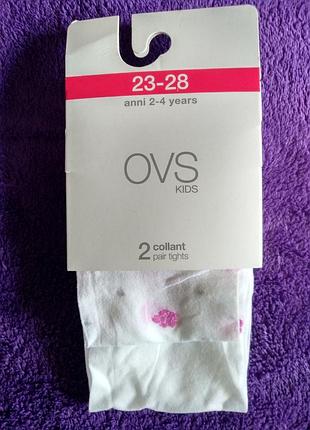 23-28
anni 2-4 years
OVS
KIDS
2 collant
pair tights